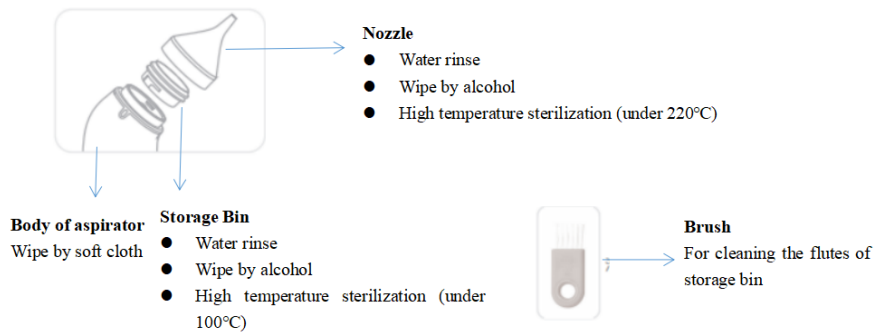 Nozzle
● Water rinse
● Wipe by alcohol
● High temperature sterilization (under 220℃)
Body of aspirator
Wipe by soft cloth
Storage Bin
● Water rinse
● Wipe by alcohol
● High temperature sterilization (under
100℃)
Brush
For cleaning the flutes of
storage bin